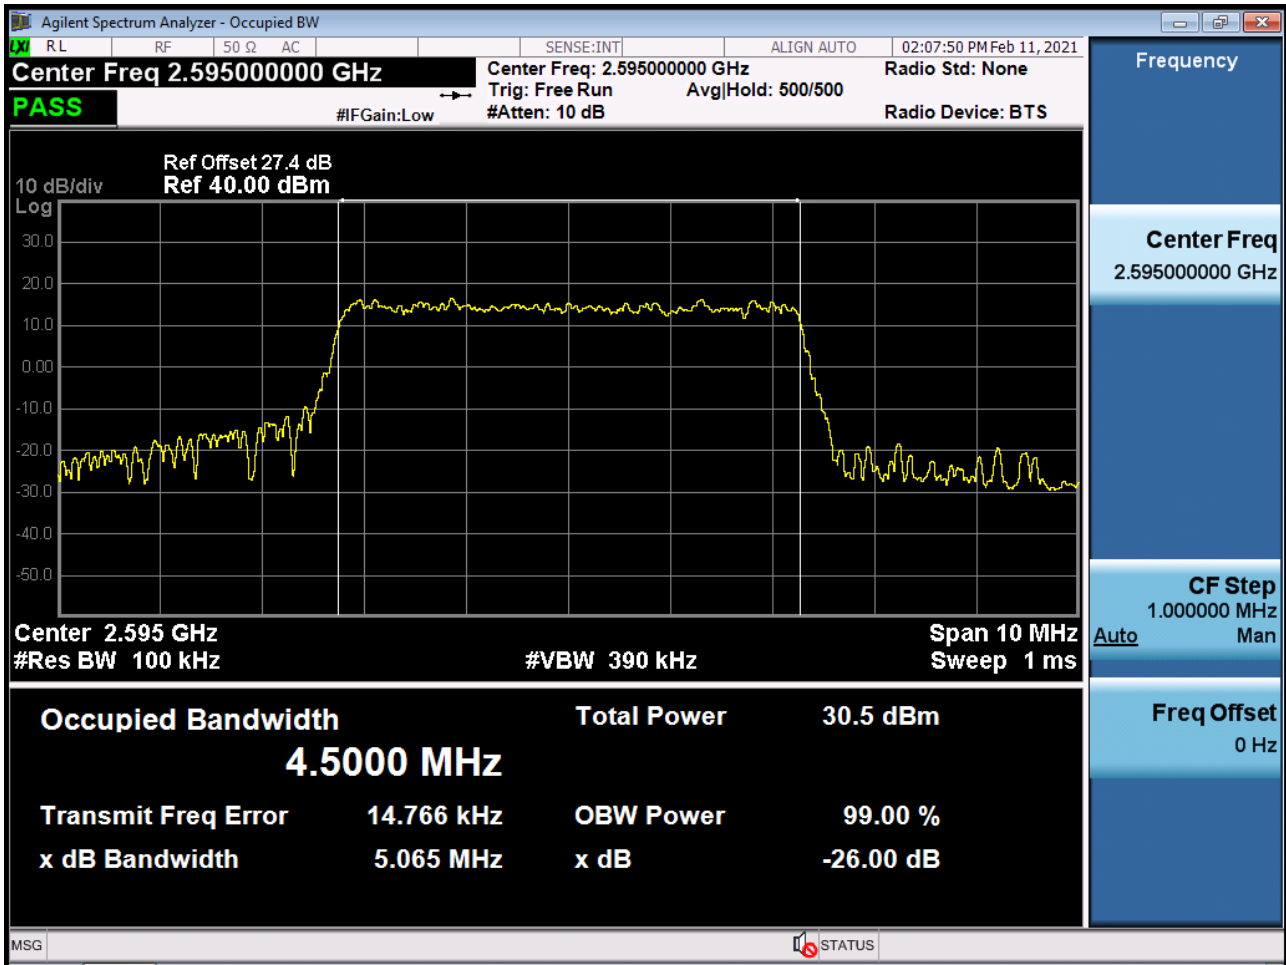 Agilent Spectrum Analyzer - Occupied BW
LXI RL RF 50 Ω AC SENSE:INT ALIGN AUTO 02:07:50 PM Feb 11, 2021
Center Freq 2.595000000 GHz
PASS
#IFGain:Low
Center Freq: 2.595000000 GHz
Trig: Free Run Avg|Hold: 500/500
#Atten: 10 dB
Radio Std: None
Radio Device: BTS
Ref Offset 27.4 dB
10 dB/div Ref 40.00 dBm
Log
30.0
20.0
10.0
0.00
-10.0
-20.0
-30.0
-40.0
-50.0
Center 2.595 GHz Span 10 MHz
#Res BW 100 kHz #VBW 390 kHz Sweep 1 ms
Occupied Bandwidth Total Power 30.5 dBm
4.5000 MHz
Transmit Freq Error 14.766 kHz OBW Power 99.00 %
x dB Bandwidth 5.065 MHz x dB -26.00 dB
MSG STATUS
Frequency
Center Freq
2.595000000 GHz
CF Step
1.000000 MHz
Auto Man
Freq Offset
0 Hz